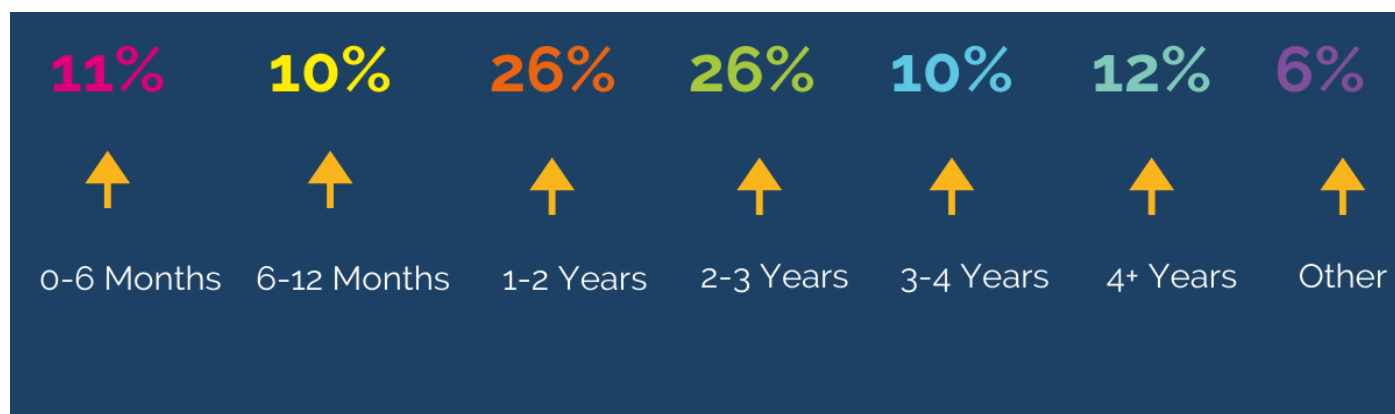 11% 10% 26% 26% 10% 12% 6%
0-6 Months 6-12 Months 1-2 Years 2-3 Years 3-4 Years 4+ Years Other